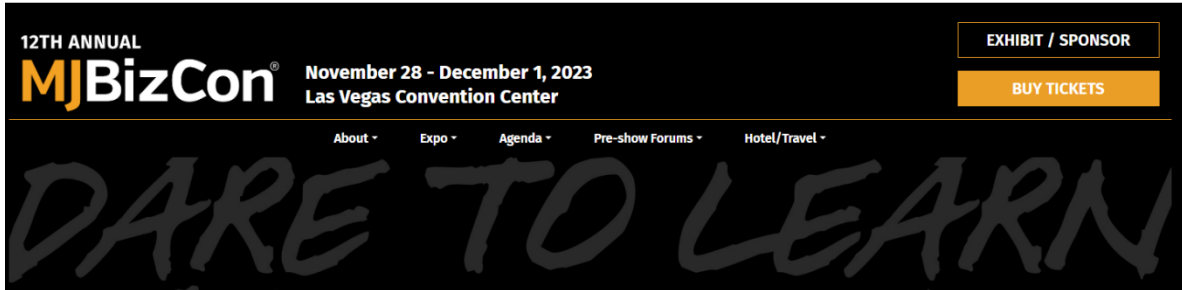 12TH ANNUAL
MJBizCon®
November 28 - December 1, 2023
Las Vegas Convention Center
EXHIBIT / SPONSOR
BUY TICKETS
About
Expo
Agenda
Pre-show Forums
Hotel/Travel
DARE TO LEARN